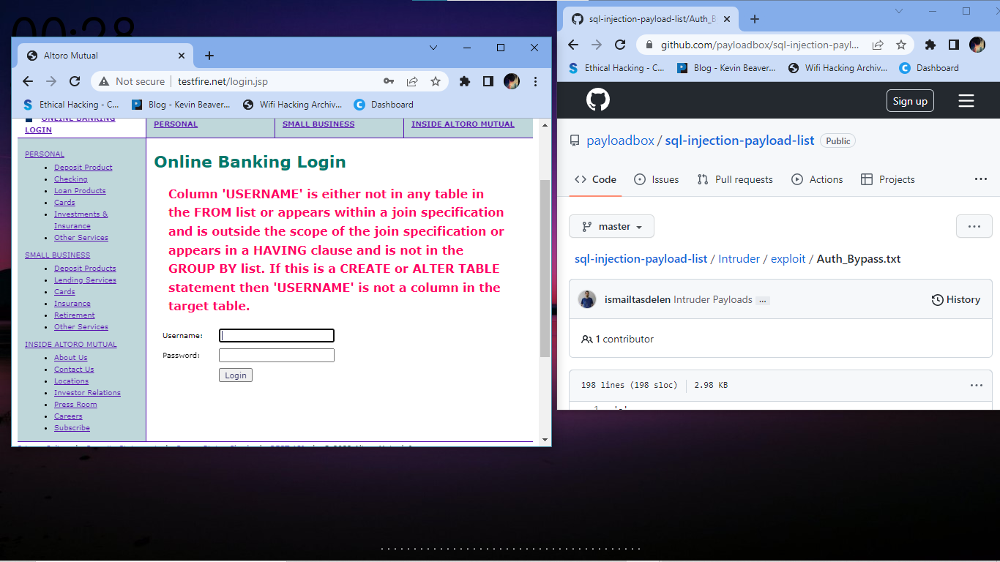 00:28
Altoro Mutual
Not secure | testfire.net/login.jsp
Ethical Hacking - C...
Blog - Kevin Beaver...
Wifi Hacking Archiv...
Dashboard
ONLINE BANKING
LOGIN
PERSONAL
SMALL BUSINESS
INSIDE ALTORO MUTUAL
PERSONAL
Deposit Product
Checking
Loan Products
Cards
Investments &
Insurance
Other Services
SMALL BUSINESS
Deposit Products
Lending Services
Cards
Insurance
Retirement
Other Services
INSIDE ALTORO MUTUAL
About Us
Contact Us
Locations
Investor Relations
Press Room
Careers
Subscribe
Online Banking Login
Column 'USERNAME' is either not in any table in
the FROM list or appears within a join specification
and is outside the scope of the join specification or
appears in a HAVING clause and is not in the
GROUP BY list. If this is a CREATE or ALTER TABLE
statement then 'USERNAME' is not a column in the
target table.
Username:
Password:
Login
sql-injection-payload-list/Auth_B
github.com/payloadbox/sql-injection-payl...
Ethical Hacking - C...
Blog - Kevin Beaver...
Wifi Hacking Archiv...
Dashboard
Sign up
payloadbox / sql-injection-payload-list Public
Code
Issues
Pull requests
Actions
Projects
...
master
...
sql-injection-payload-list / Intruder / exploit / Auth_Bypass.txt
ismailtasdelen Intruder Payloads ...
History
1 contributor
198 lines (198 sloc) | 2.98 KB
...
1 '-'